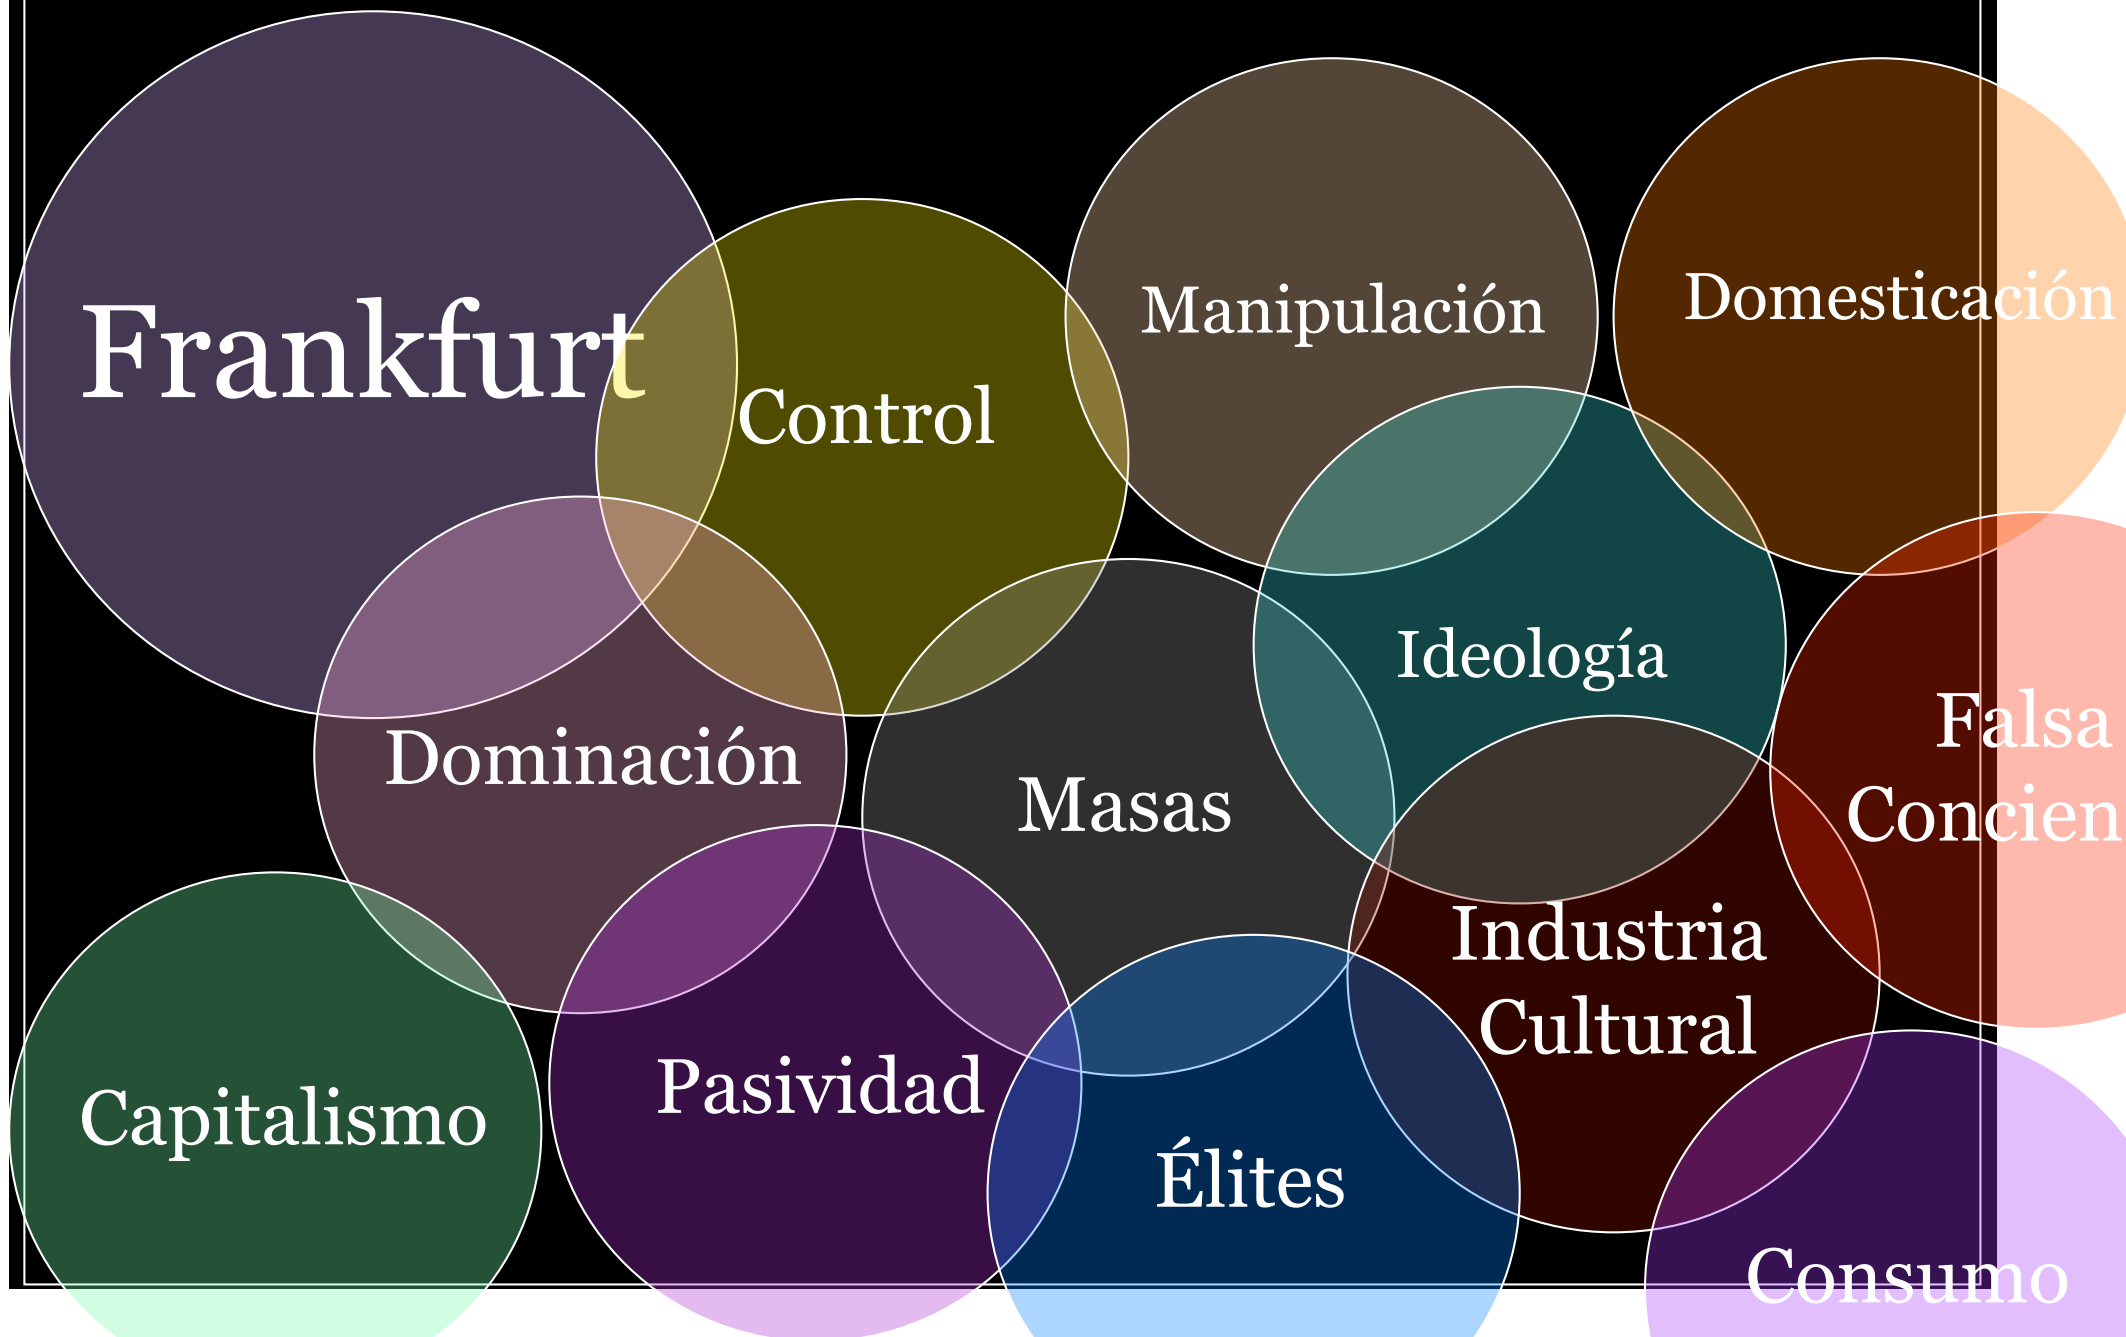 Frankfurt
Control
Manipulación
Domesticación
Dominación
Masas
Ideología
Falsa
Concien
Capitalismo
Pasividad
Élites
Industria
Cultural
Consumo